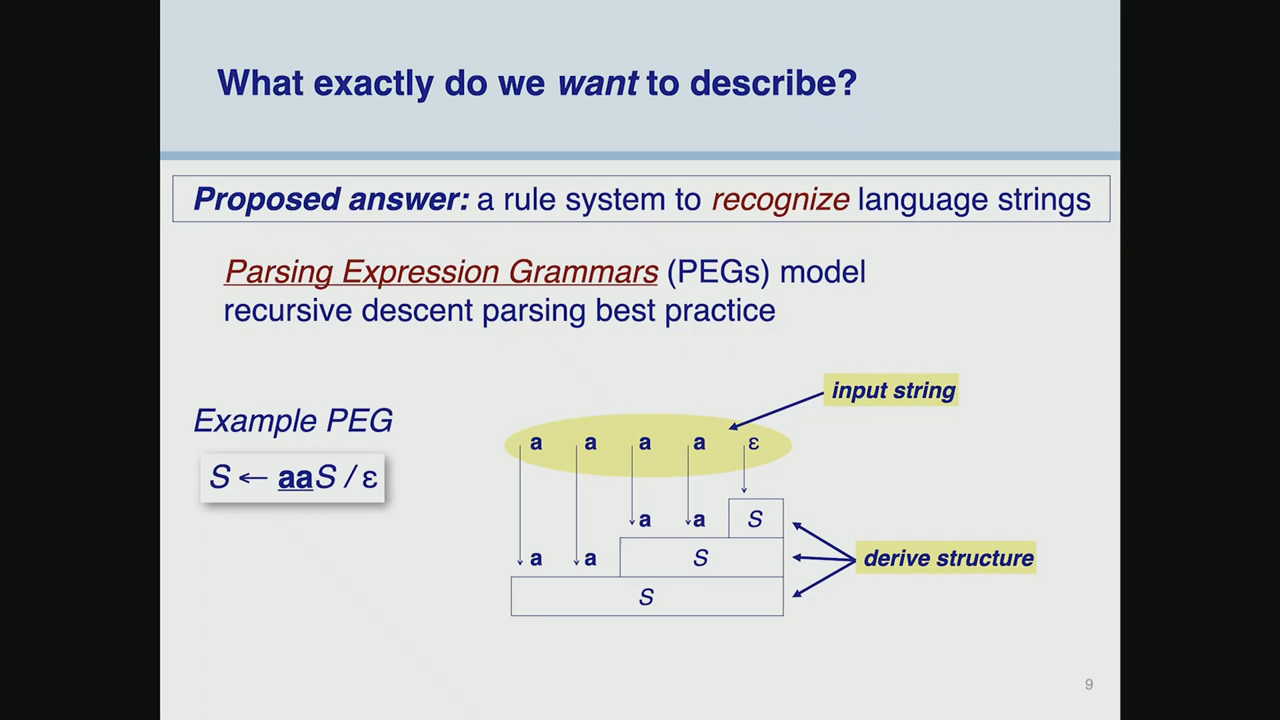 What exactly do we want to describe?
Proposed answer: a rule system to recognize language strings
Parsing Expression Grammars (PEGs) model
recursive descent parsing best practice
input string
Example PEG
a a a a ε
S ← aaS / ε
a a S
a a S
derive structure
S
9